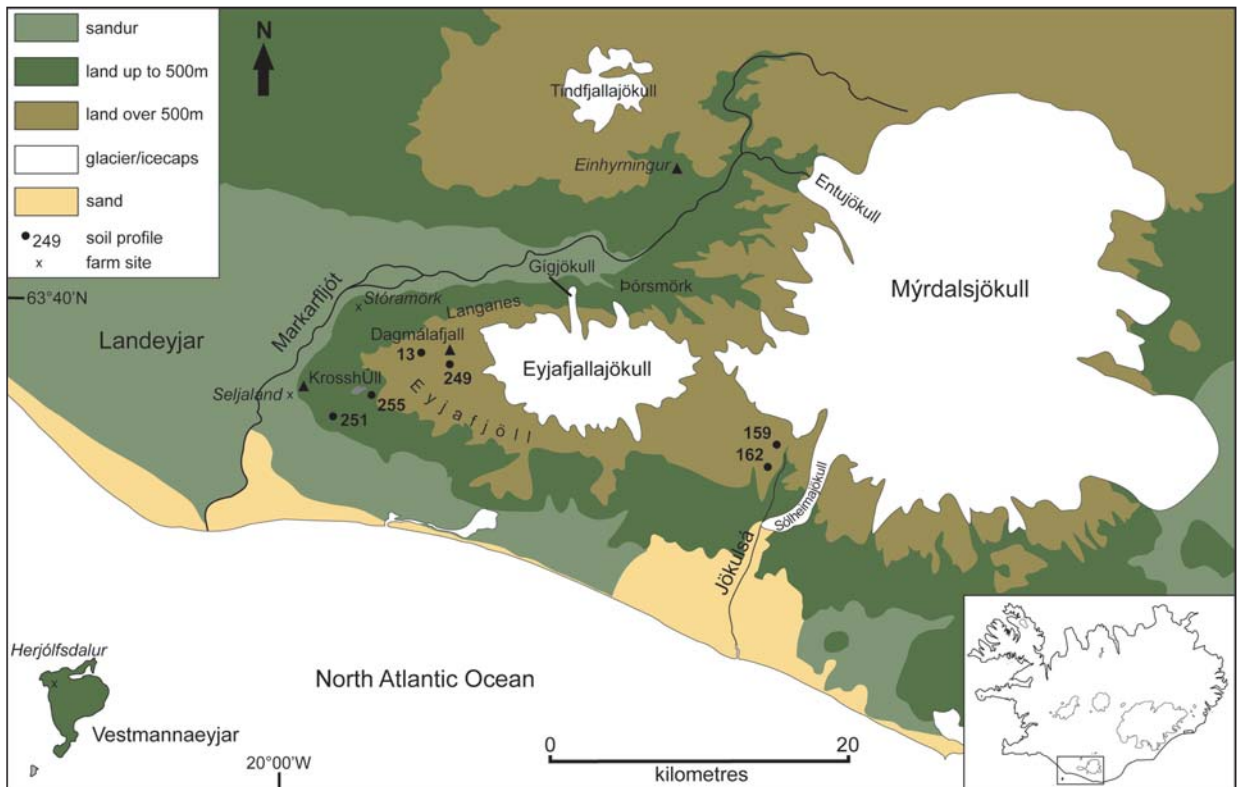 sandur
land up to 500m
land over 500m
glacier/icecaps
sand
249 soil profile
x farm site
N
Tindfjallajökull
Einhyrningur
Entujökull
Gígjökull
Þórsmörk
Mýrdalsjökull
63°40'N
Markarflijót
Stóramörk
Langanes
Landeyjar
Dagmálafjall
13
249
Eyjafjallajökull
KrosshÜll
Seljaland
x
255
251
Eyjafjöll
159
162
Sólheimajökull
Jökulsá
Herjólfsdalur
x
North Atlantic Ocean
Vestmannaeyjar
0 20
20°00'W
kilometres